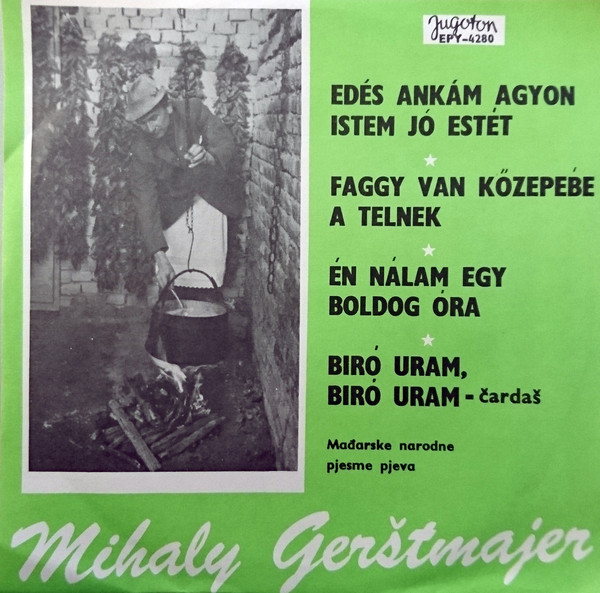 Jugoton
EPY-4280
EDÉS ANKÁM AGYON
ISTEM JÓ ESTÉT
FAGGY VAN KŐZEPEBE
A TELNEK
ÉN NÁLAM EGY
BOLDOG ÓRA
BIRÓ URAM,
BIRÓ URAM - čardaš
Mađarske narodne
pjesme pjeva
Mihaly Gerštmajer